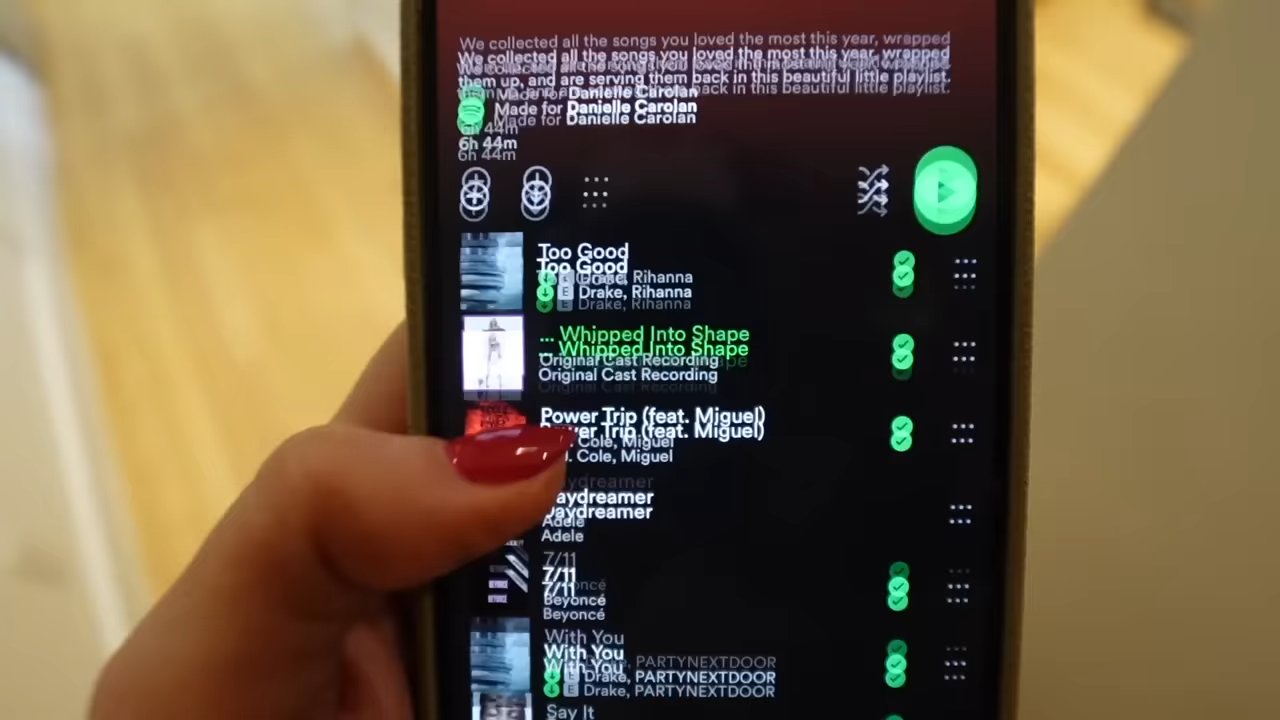 We collected all the songs you loved the most this year, wrapped
them up, and are serving them back in this beautiful little playlist.
Made for Danielle Carolan
6h 44m
Too Good
E Drake, Rihanna
... Whipped Into Shape
Original Cast Recording
Power Trip (feat. Miguel)
J. Cole, Miguel
Daydreamer
Adele
7/11
Beyoncé
With You
E Drake, PARTYNEXTDOOR
Say It